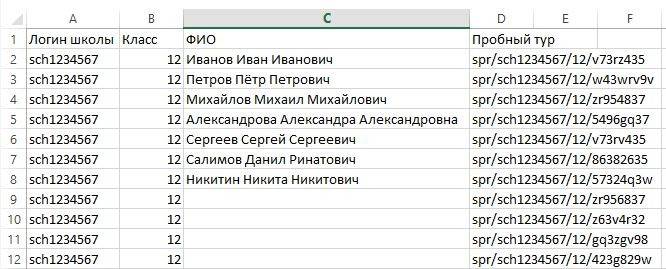 A B C D E F
1 Логин школы Класс ФИО Пробный тур
2 sch1234567 12 Иванов Иван Иванович spr/sch1234567/12/v73rz435
3 sch1234567 12 Петров Пётр Петрович spr/sch1234567/12/w43wrv9v
4 sch1234567 12 Михайлов Михаил Михайлович spr/sch1234567/12/zr954837
5 sch1234567 12 Александрова Александра Александровна spr/sch1234567/12/5496gq37
6 sch1234567 12 Сергеев Сергей Сергеевич spr/sch1234567/12/v73rv435
7 sch1234567 12 Салимов Данил Ринатович spr/sch1234567/12/86382635
8 sch1234567 12 Никитин Никита Никитович spr/sch1234567/12/57324q3w
9 sch1234567 12 spr/sch1234567/12/zr956837
10 sch1234567 12 spr/sch1234567/12/z63v4r32
11 sch1234567 12 spr/sch1234567/12/gq3zgv98
12 sch1234567 12 spr/sch1234567/12/423g829w